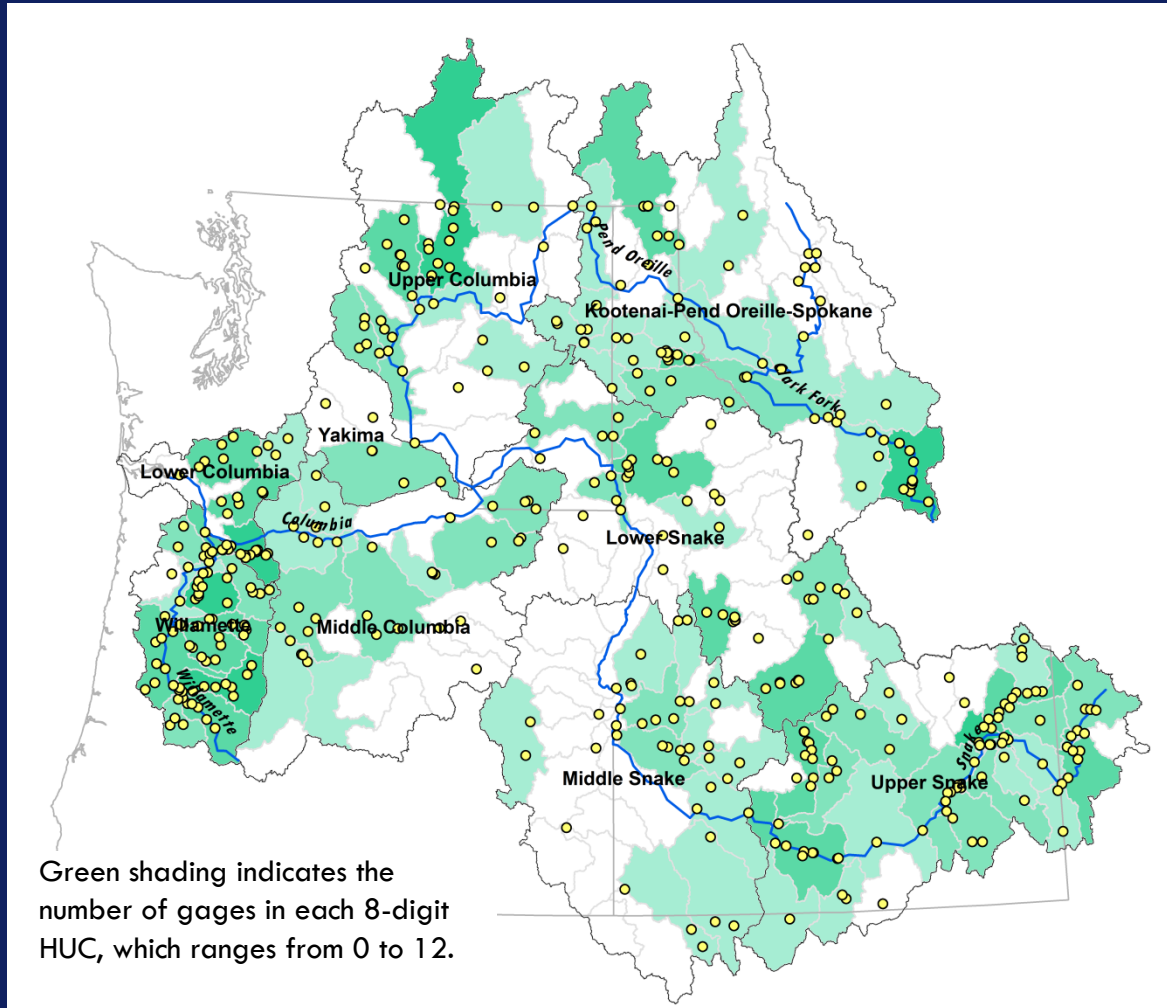 Pend Oreille
Upper Columbia
Kootenai-Pend Oreille-Spokane
Clark Fork
Yakima
Lower Columbia
Columbia
Lower Snake
Willamette
Middle Columbia
Willamette
Snake
Middle Snake
Upper Snake
Green shading indicates the
number of gages in each 8-digit
HUC, which ranges from 0 to 12.